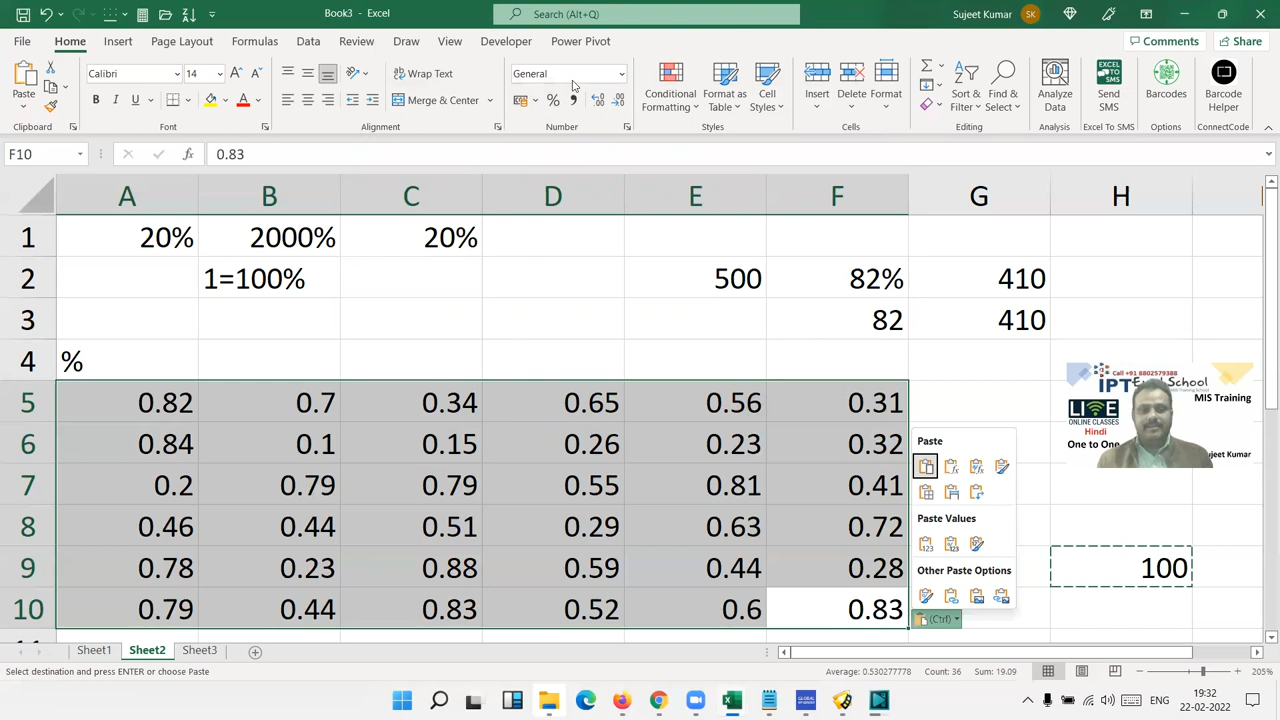 Book3 - Excel
Search (Alt+Q)
Sujeet Kumar
SK
File
Home
Insert
Page Layout
Formulas
Data
Review
View
Draw
Developer
Power Pivot
Comments
Share
Paste
Clipboard
Calibri
14
B I U
Font
Wrap Text
Merge & Center
Alignment
General
Number
Conditional Formatting
Format as Table
Cell Styles
Styles
Insert
Delete
Format
Cells
Sort & Filter
Find & Select
Editing
Analyze Data
Analysis
Send SMS
Excel To SMS
Barcodes
Options
Barcode Helper
ConnectCode
F10
fx
0.83
A B C D E F G H
1 20% 2000% 20%
2 1=100% 500 82% 410
3 82 410
4 %
5 0.82 0.7 0.34 0.65 0.56 0.31
6 0.84 0.1 0.15 0.26 0.23 0.32
7 0.2 0.79 0.79 0.55 0.81 0.41
8 0.46 0.44 0.51 0.29 0.63 0.72
9 0.78 0.23 0.88 0.59 0.44 0.28 100
10 0.79 0.44 0.83 0.52 0.6 0.83
Paste
Paste Values
Other Paste Options
(Ctrl)
Call +91 8802579388
IPT Excel School
MIS Training
LIVE
ONLINE CLASSES
Hindi
One to One
Sujeet Kumar
Sheet1
Sheet2
Sheet3
Select destination and press ENTER or choose Paste
Average: 0.530277778
Count: 36
Sum: 19.09
205%
ENG
19:32
22-02-2022